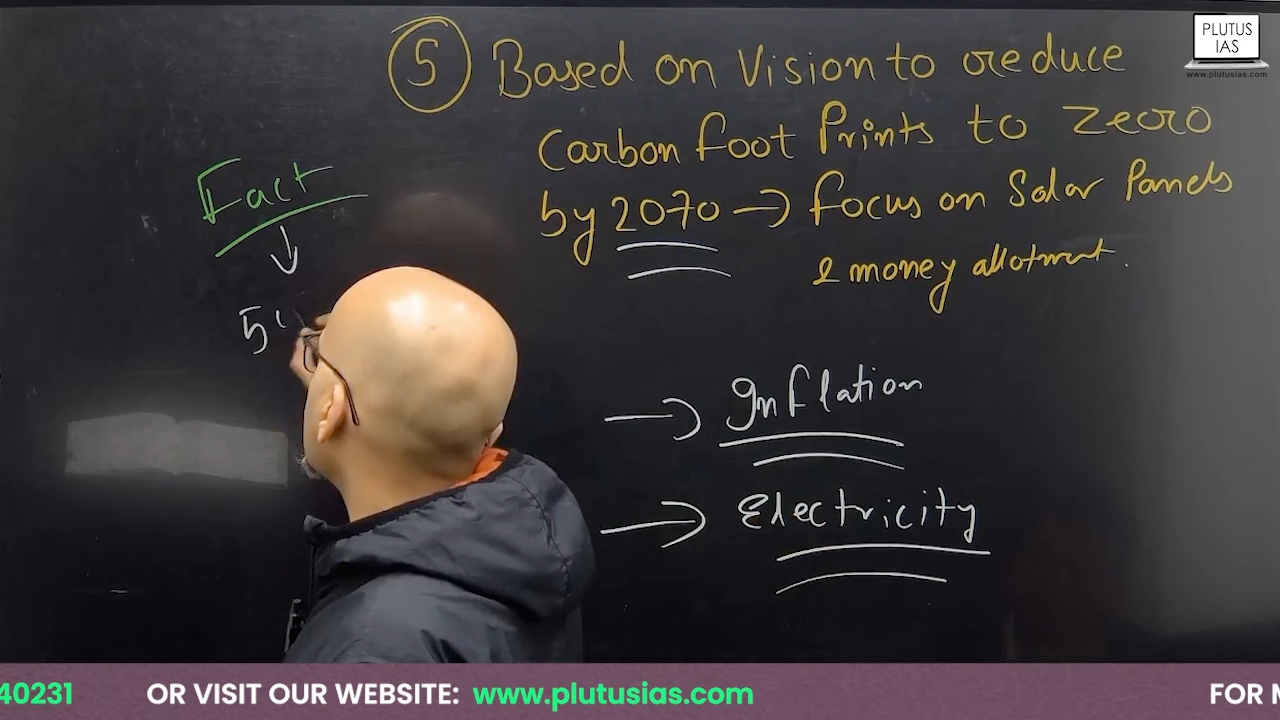 PLUTUS
IAS
www.plutusias.com
5 Based on Vision to reduce
Carbon foot Prints to zero
by 2070 → focus on Solar Panels
& money allotment.
Fact
↓
5
→ Inflation
→ Electricity
40231 OR VISIT OUR WEBSITE: www.plutusias.com FOR M